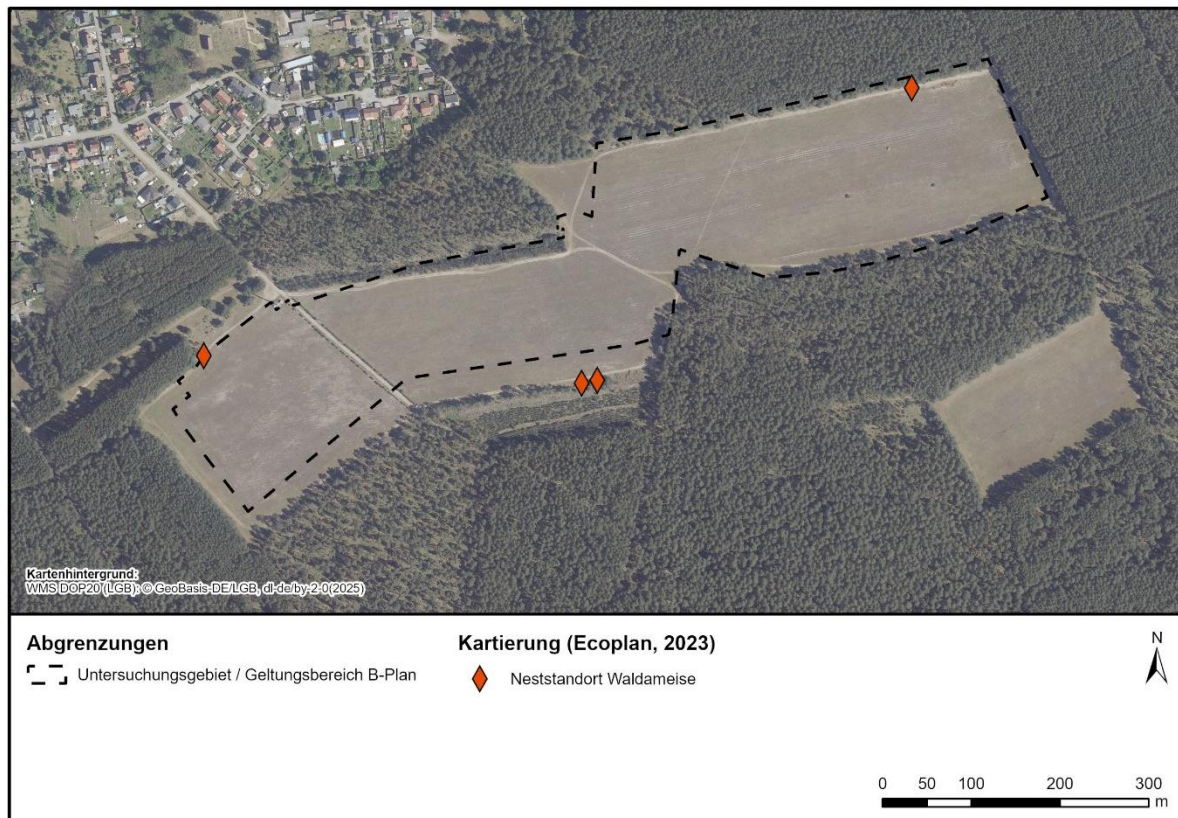 Kartenhintergrund:
WMS DOP20 (LGB): © GeoBasis-DE/LGB, dl-de/by-2-0(2025)
Abgrenzungen
Untersuchungsgebiet / Geltungsbereich B-Plan
Kartierung (Ecoplan, 2023)
Neststandort Waldameise
N
0 50 100 200 300
m